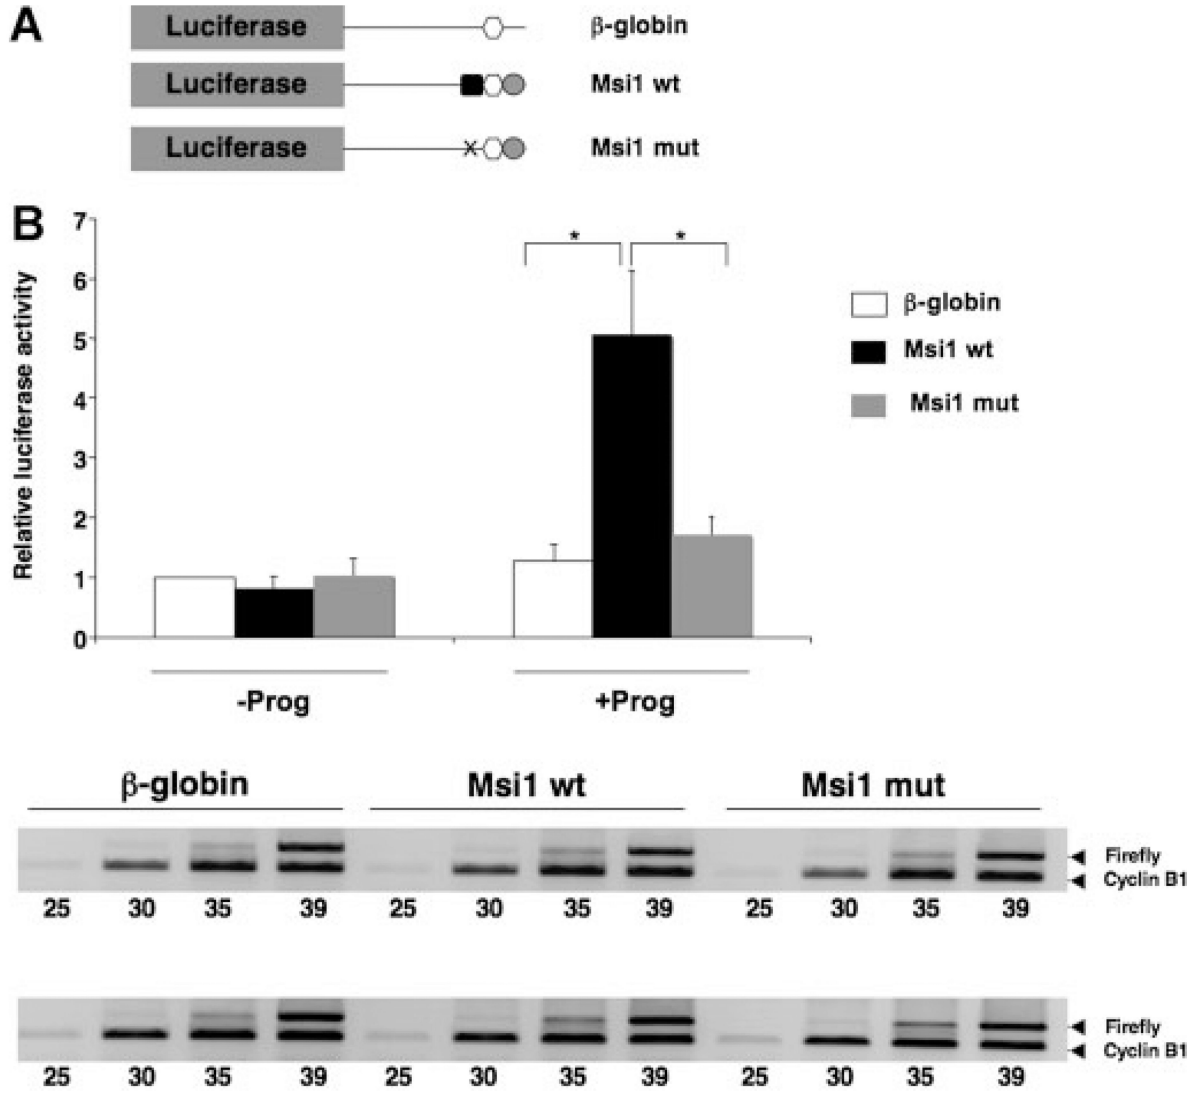 A
Luciferase β-globin
Luciferase Msi1 wt
Luciferase Msi1 mut
B
Relative luciferase activity
7
6
5
4
3
2
1
0
* *
β-globin
Msi1 wt
Msi1 mut
-Prog +Prog
β-globin Msi1 wt Msi1 mut
Firefly
Cyclin B1
25 30 35 39 25 30 35 39 25 30 35 39
Firefly
Cyclin B1
25 30 35 39 25 30 35 39 25 30 35 39